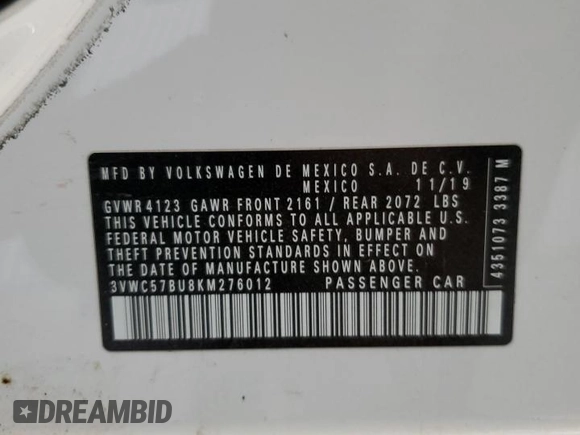 MFD BY VOLKSWAGEN DE MEXICO S.A. DE C.V.
MEXICO 11/19
GVWR 4123 GAWR FRONT 2161 / REAR 2072 LBS
THIS VEHICLE CONFORMS TO ALL APPLICABLE U.S.
FEDERAL MOTOR VEHICLE SAFETY, BUMPER AND
THEFT PREVENTION STANDARDS IN EFFECT ON
THE DATE OF MANUFACTURE SHOWN ABOVE.
3VWC57BU8KM276012 PASSENGER CAR
4351073 3387 M
DREAMBID